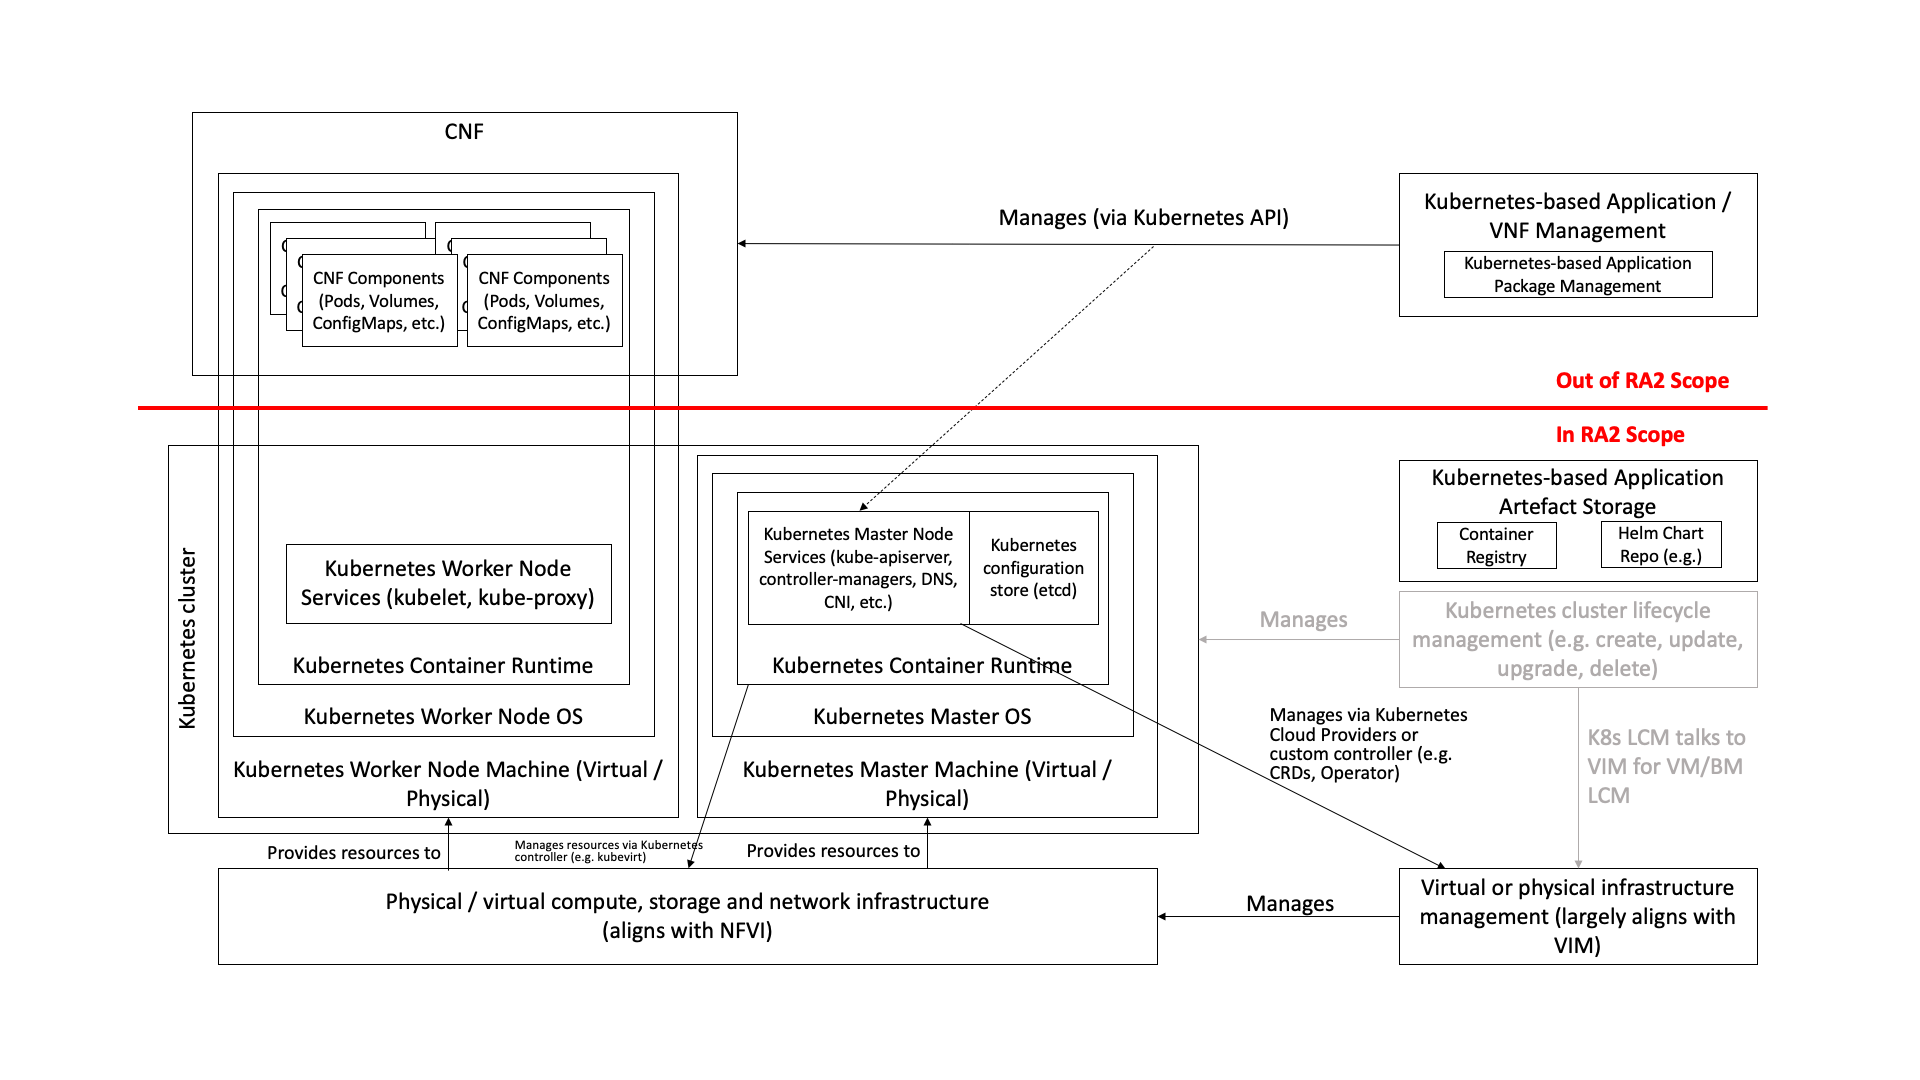 CNF
CNF Components
(Pods, Volumes,
ConfigMaps, etc.)
CNF Components
(Pods, Volumes,
ConfigMaps, etc.)
Manages (via Kubernetes API)
Kubernetes-based Application /
VNF Management
Kubernetes-based Application
Package Management
Out of RA2 Scope
In RA2 Scope
Kubernetes cluster
Kubernetes Worker Node
Services (kubelet, kube-proxy)
Kubernetes Container Runtime
Kubernetes Worker Node OS
Kubernetes Worker Node Machine (Virtual /
Physical)
Kubernetes Master Node
Services (kube-apiserver,
controller-managers, DNS,
CNI, etc.)
Kubernetes
configuration
store (etcd)
Kubernetes Container Runtime
Kubernetes Master OS
Kubernetes Master Machine (Virtual /
Physical)
Kubernetes-based Application
Artefact Storage
Container
Registry
Helm Chart
Repo (e.g.)
Manages
Kubernetes cluster lifecycle
management (e.g. create, update,
upgrade, delete)
Manages via Kubernetes
Cloud Providers or
custom controller (e.g.
CRDs, Operator)
K8s LCM talks to
VIM for VM/BM
LCM
Provides resources to
Manages resources via Kubernetes
controller (e.g. kubevirt)
Provides resources to
Physical / virtual compute, storage and network infrastructure
(aligns with NFVI)
Manages
Virtual or physical infrastructure
management (largely aligns with
VIM)